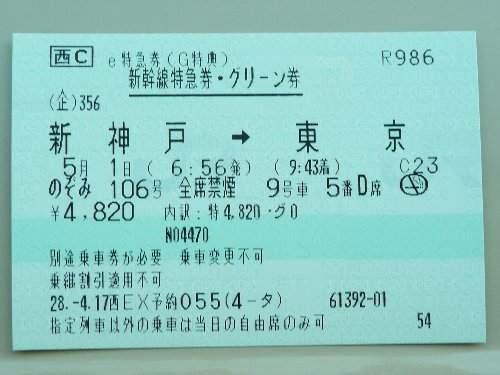 西C e特急券(G特典) R986
新幹線特急券・グリーン券
(企)356
新神戸 → 東京
5月 1日( 6:56発) (9:43着) C23
のぞみ 106号 全席禁煙 9号車 5番D席
¥4,820 内訳:特4,820・グ0
N04470
別途乗車券が必要 乗車変更不可
乗継割引適用不可
28.-4.17西EX予約055(4-タ) 61392-01
指定列車以外の乗車は当日の自由席のみ可 54